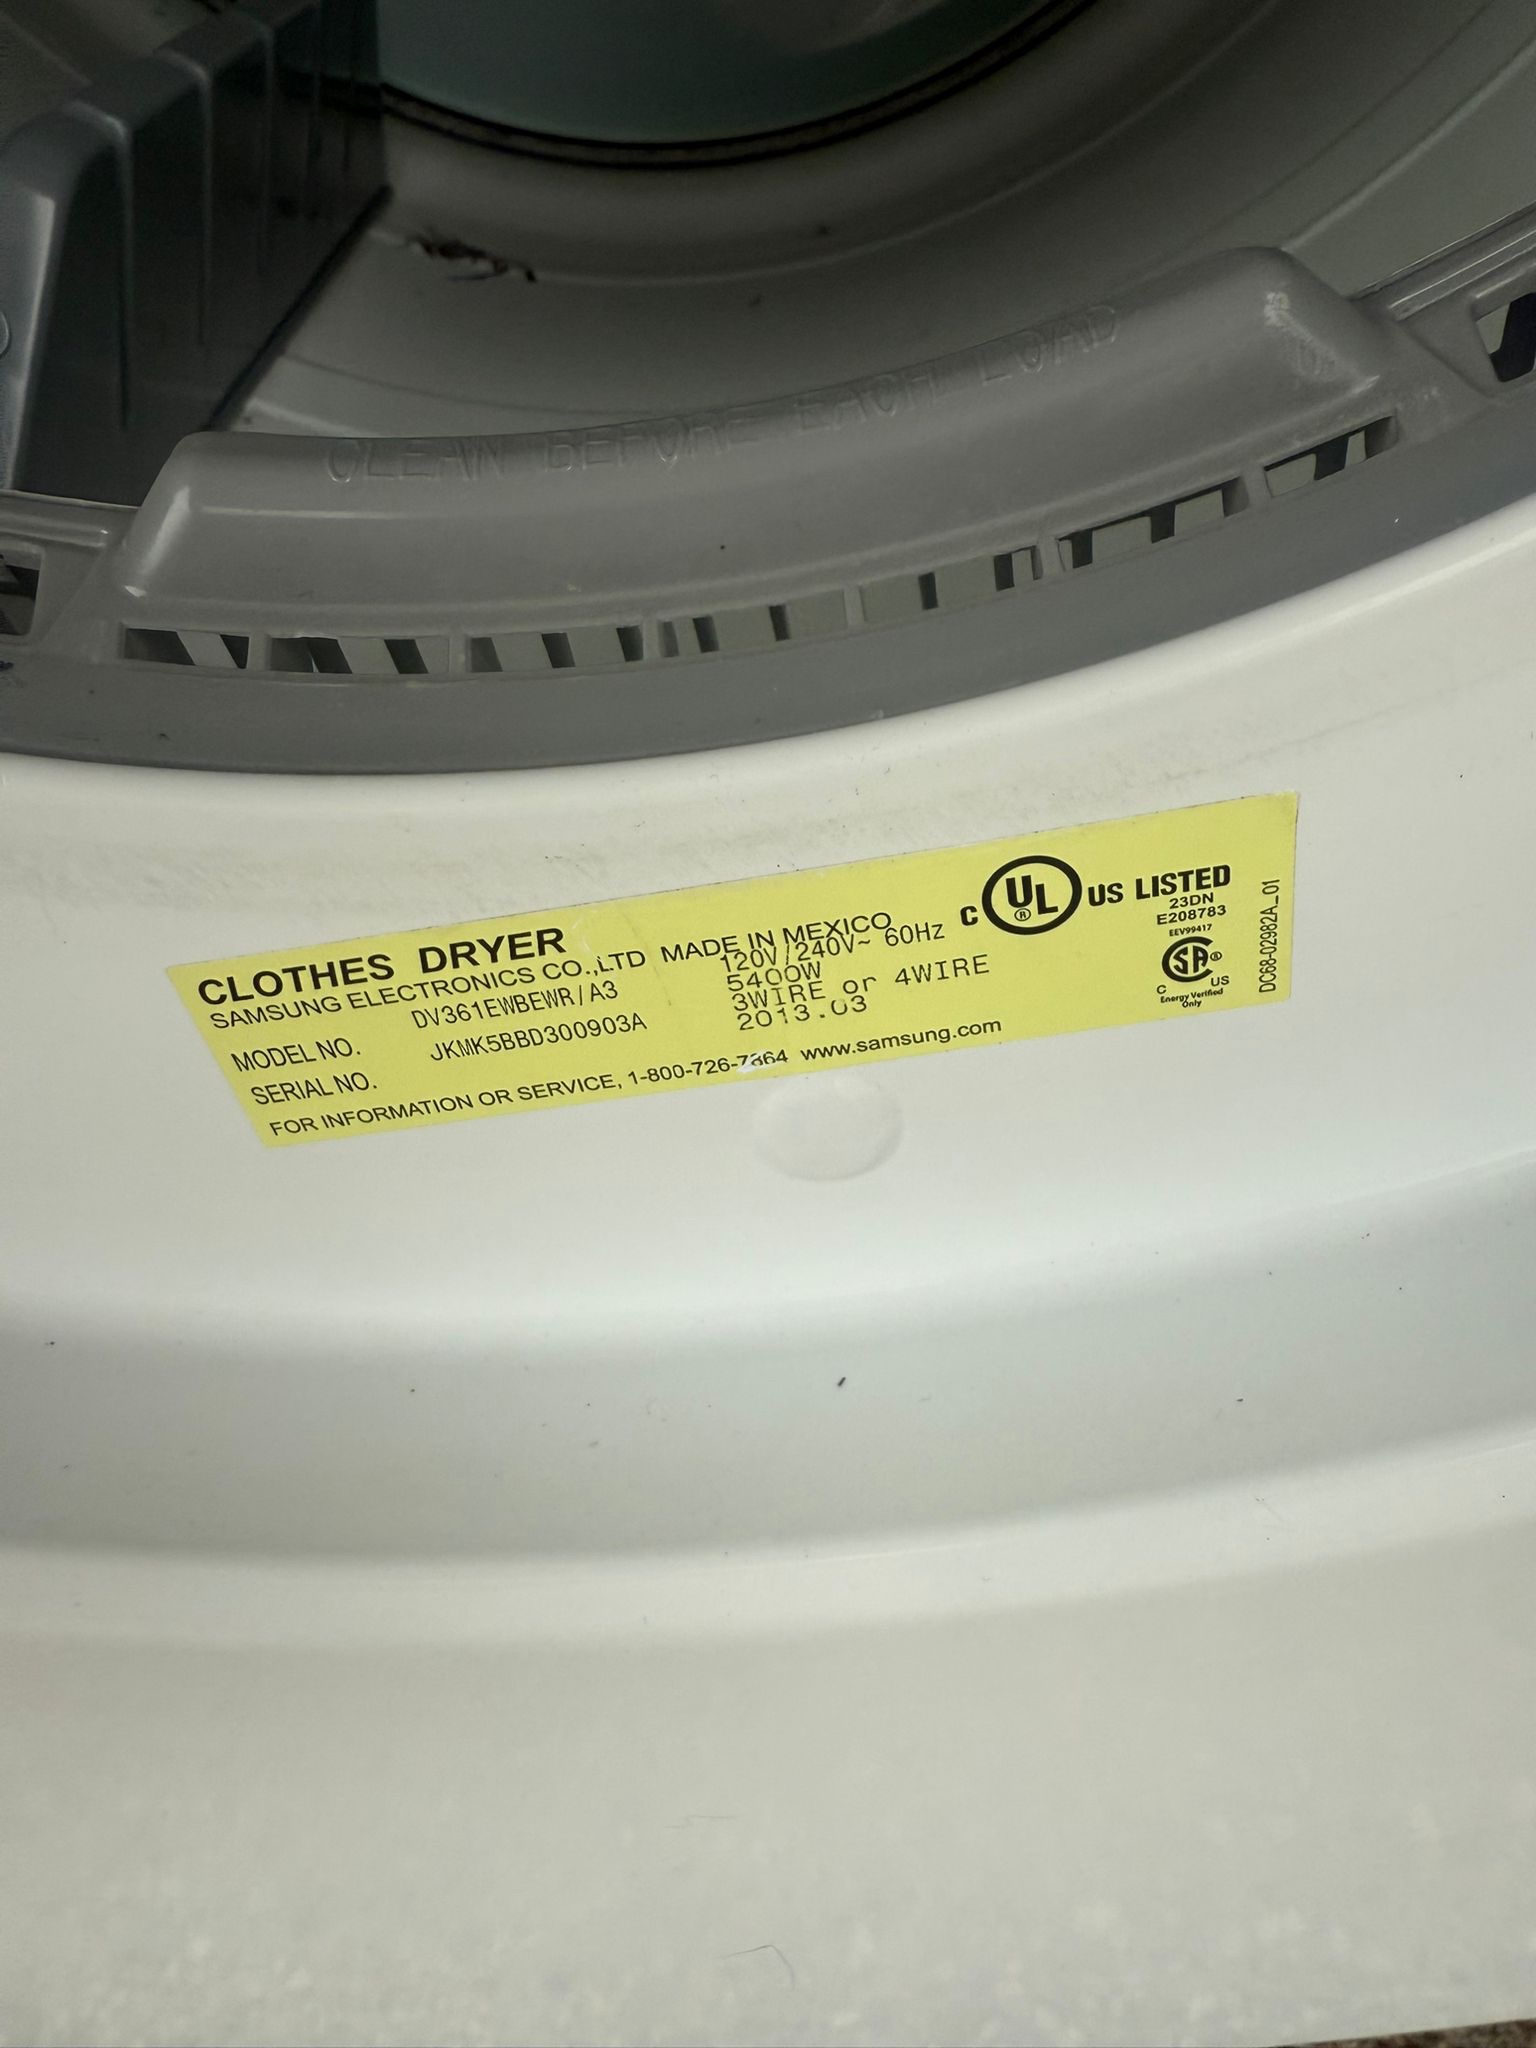 CLEAN BEFORE EACH LOAD
CLOTHES DRYER
SAMSUNG ELECTRONICS CO.,LTD MADE IN MEXICO
MODEL NO. DV361EWBEWR/A3
SERIAL NO. JKMK5BBD300903A
120V/240V~ 60Hz
5400W
3WIRE or 4WIRE
2013.03
FOR INFORMATION OR SERVICE, 1-800-726-7864 www.samsung.com
C UL ® US LISTED
23DN
E208783
EEV99417
SA ®
C US
Energy Verified
Only
DC68-02982A_01